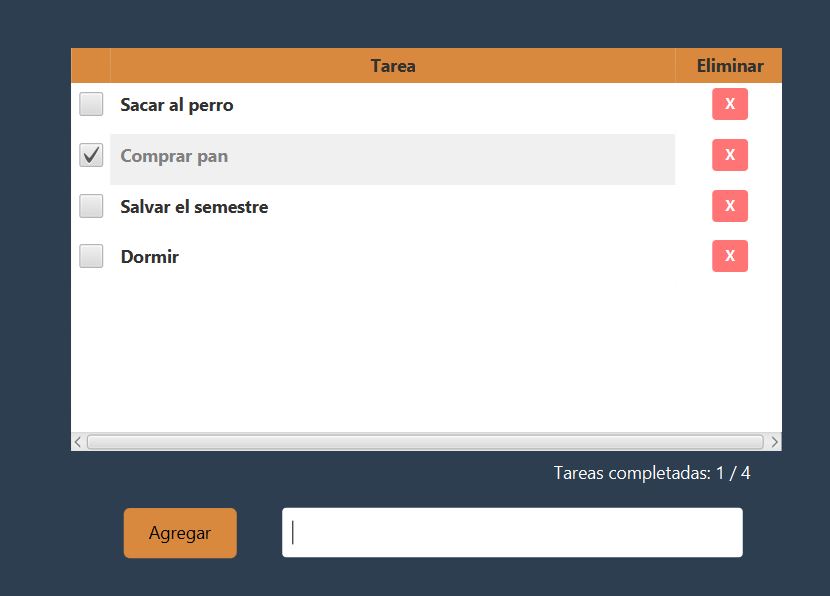 Tarea Eliminar
Sacar al perro X
Comprar pan X
Salvar el semestre X
Dormir X
Tareas completadas: 1 / 4
Agregar